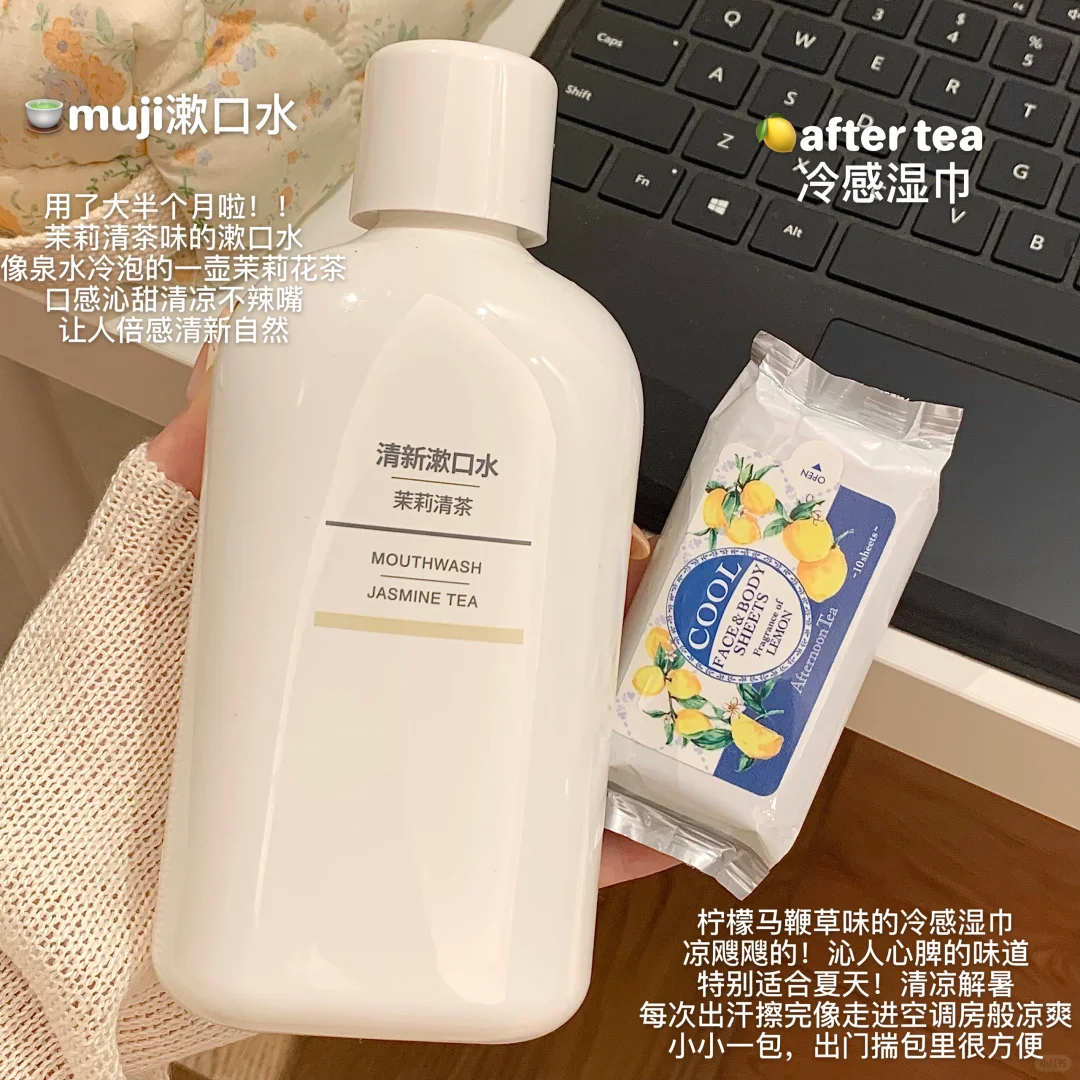 🍵muji漱口水
用了大半个月啦！！
茉莉清茶味的漱口水
像泉水冷泡的一壶茉莉花茶
口感沁甜清凉不辣嘴
让人倍感清新自然
🍋after tea
冷感湿巾
清新漱口水
茉莉清茶
MOUTHWASH
JASMINE TEA
OPEN
~10sheets~
COOL
FACE&BODY
SHEETS
Fragrance of
LEMON
Afternoon Tea
柠檬马鞭草味的冷感湿巾
凉飕飕的！沁人心脾的味道
特别适合夏天！清凉解暑
每次出汗擦完像走进空调房般凉爽
小小一包，出门揣包里很方便
Q
3
$
4
%
5
Caps
W
E
R
T
A
S
D
G
Shift
Z
X
V
B
Fn
Alt